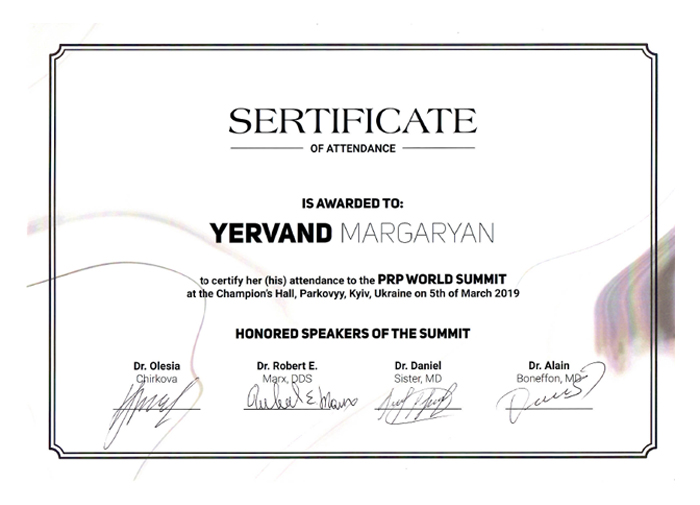 SERTIFICATE
OF ATTENDANCE
IS AWARDED TO:
YERVAND MARGARYAN
to certify her (his) attendance to the PRP WORLD SUMMIT
at the Champion's Hall, Parkovyy, Kyiv, Ukraine on 5th of March 2019
HONORED SPEAKERS OF THE SUMMIT
Dr. Olesia
Chirkova
Dr. Robert E.
Marx, DDS
Dr. Daniel
Sister, MD
Dr. Alain
Boneffon, MD
Robert E Marx